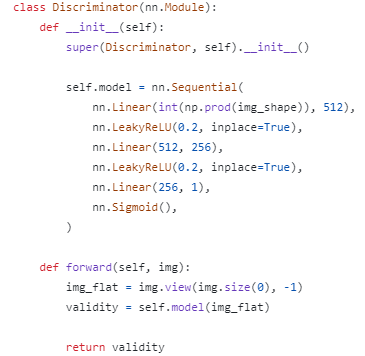 class Discriminator(nn.Module):
    def __init__(self):
        super(Discriminator, self).__init__()

        self.model = nn.Sequential(
            nn.Linear(int(np.prod(img_shape)), 512),
            nn.LeakyReLU(0.2, inplace=True),
            nn.Linear(512, 256),
            nn.LeakyReLU(0.2, inplace=True),
            nn.Linear(256, 1),
            nn.Sigmoid(),
        )

    def forward(self, img):
        img_flat = img.view(img.size(0), -1)
        validity = self.model(img_flat)

        return validity